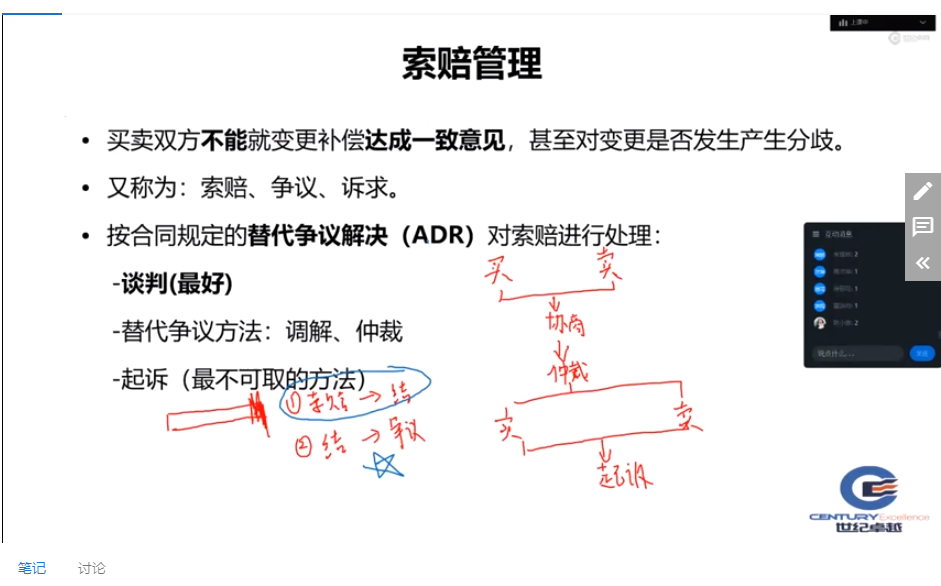 上课中
索赔管理
• 买卖双方不能就变更补偿达成一致意见，甚至对变更是否发生产生分歧。
• 又称为：索赔、争议、诉求。
• 按合同规定的替代争议解决（ADR）对索赔进行处理：
-谈判(最好)
-替代争议方法：调解、仲裁
-起诉（最不可取的方法）
买 卖
协商
仲裁
① 索赔 → 结
② 结 → 争议
买 卖
起诉
互动消息
2
1
1
1
2
说点什么...
发送
CENTURY Excellence
世纪卓越
笔记 讨论